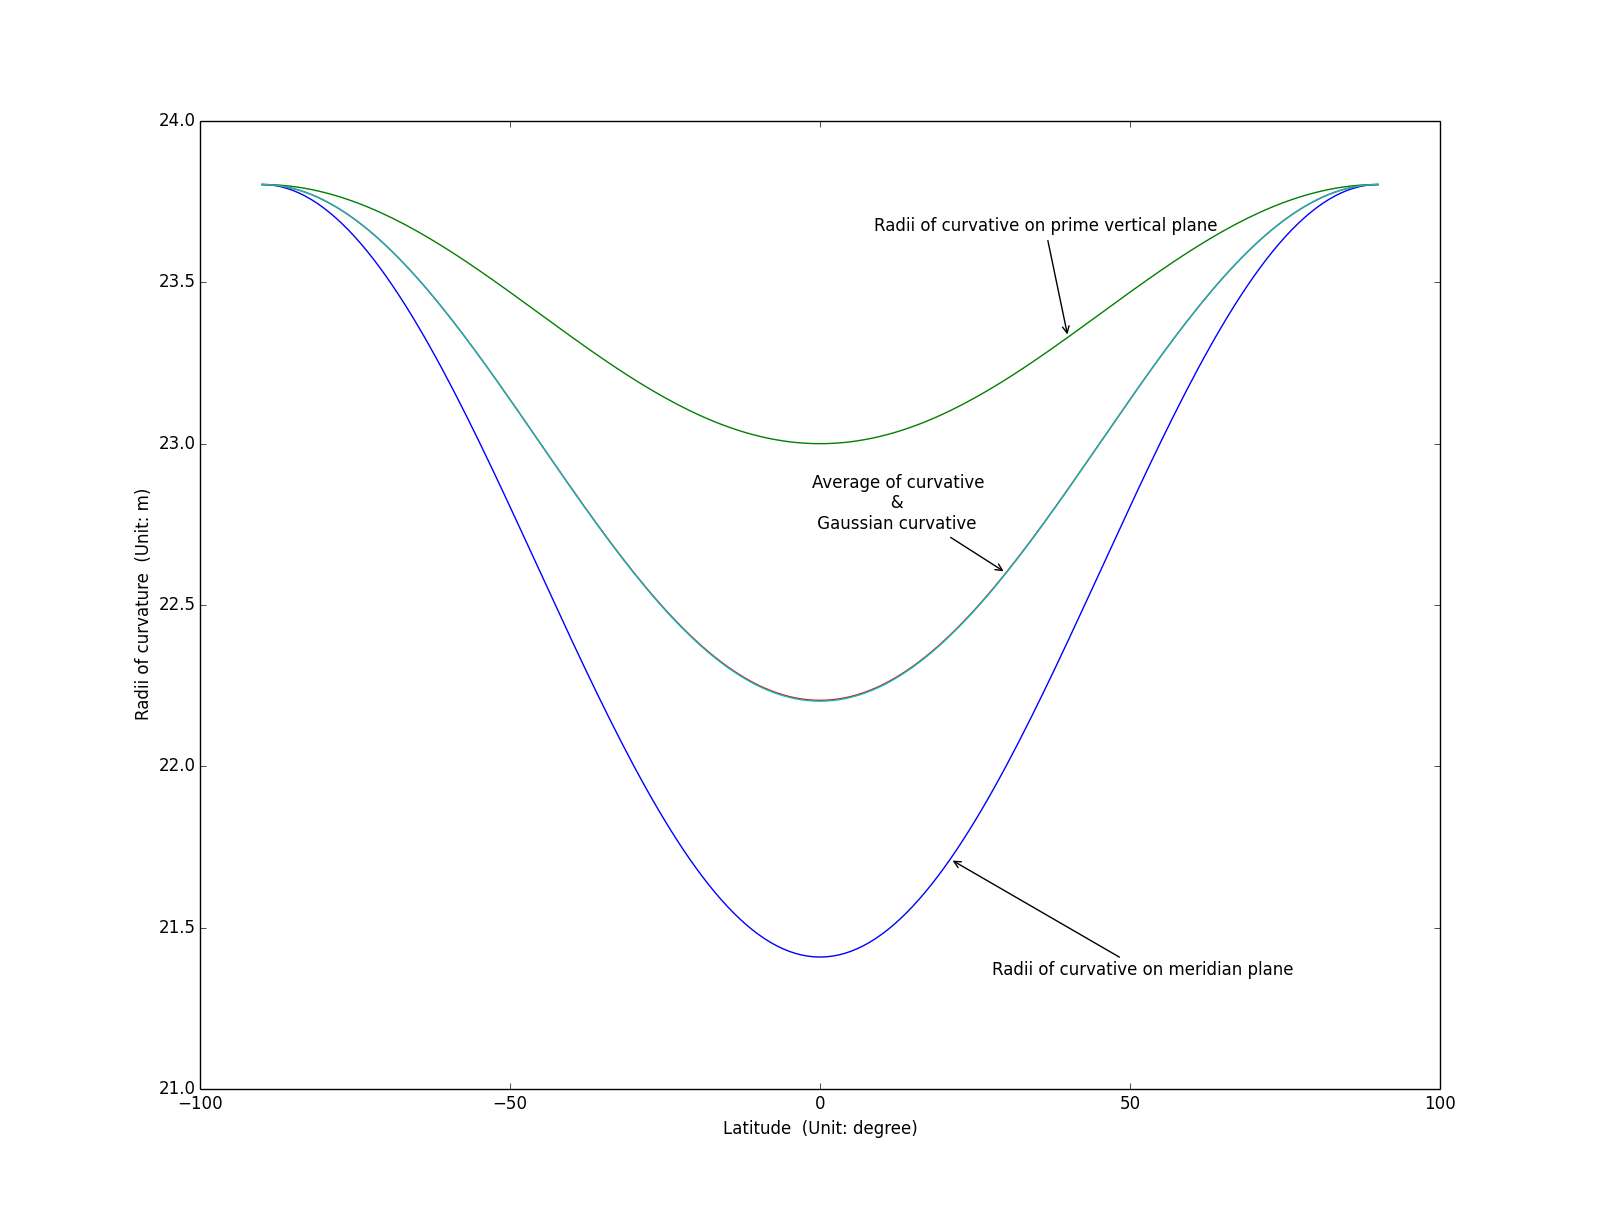 24.0
23.5
23.0
22.5
22.0
21.5
21.0
Radii of curvature (Unit: m)
Radii of curvative on prime vertical plane
Average of curvative
&
Gaussian curvative
Radii of curvative on meridian plane
−100 −50 0 50 100
Latitude (Unit: degree)